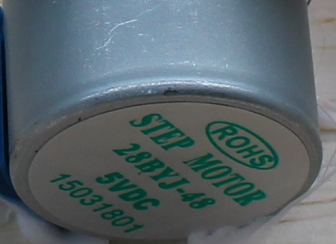 ROHS
STEP MOTOR
28BYJ-48
5VDC
15031801